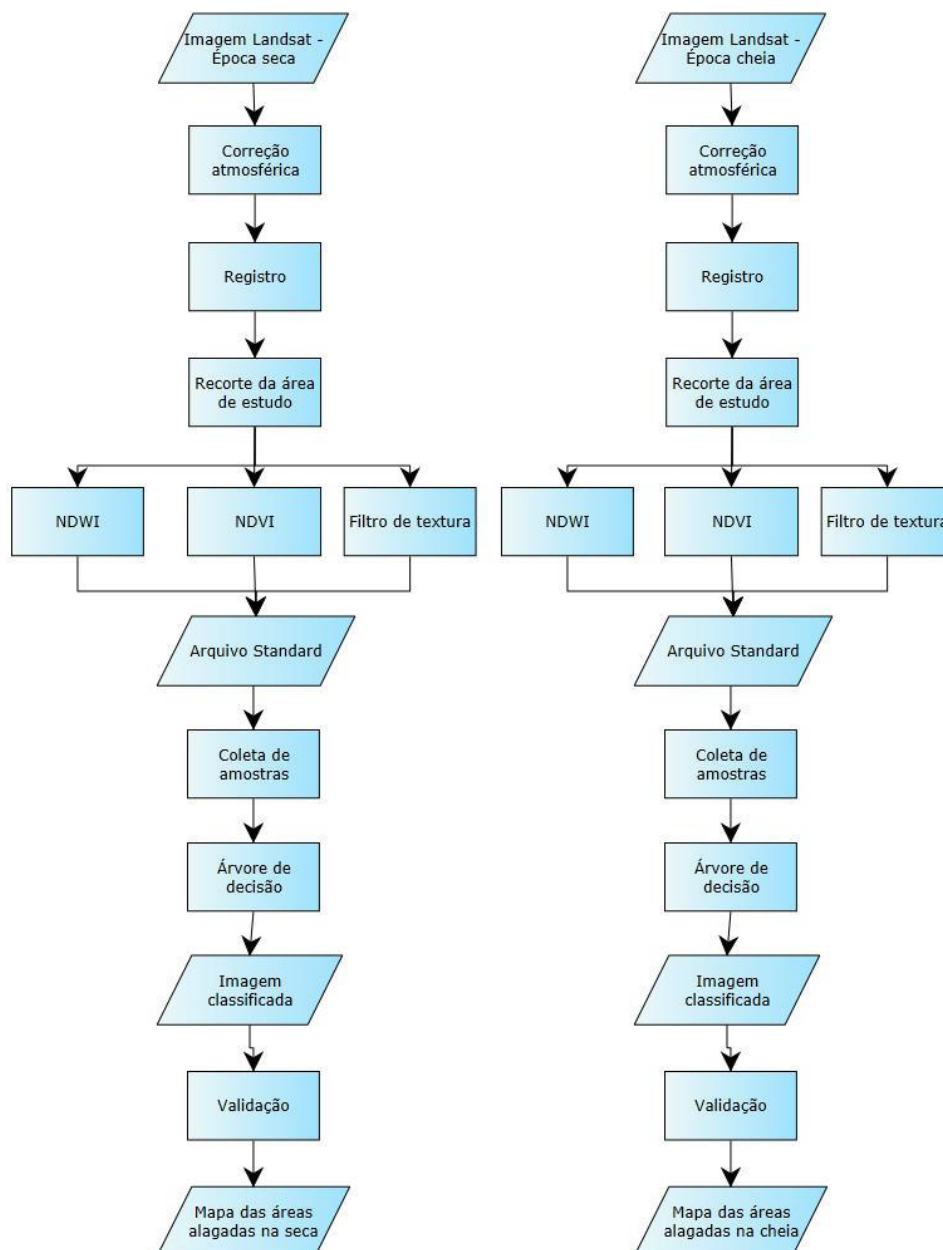 Imagem Landsat -
Época seca
Correção
atmosférica
Registro
Recorte da área
de estudo
NDWI
NDVI
Filtro de textura
Arquivo Standard
Coleta de
amostras
Árvore de
decisão
Imagem
classificada
Validação
Mapa das áreas
alagadas na seca
Imagem Landsat -
Época cheia
Correção
atmosférica
Registro
Recorte da área
de estudo
NDWI
NDVI
Filtro de textura
Arquivo Standard
Coleta de
amostras
Árvore de
decisão
Imagem
classificada
Validação
Mapa das áreas
alagadas na cheia